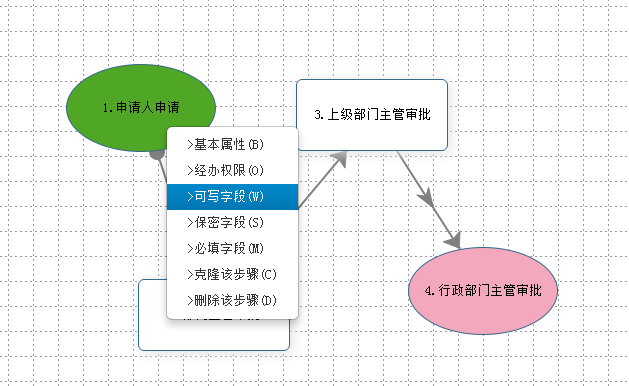 1.申请人申请
3.上级部门主管审批
>基本属性(B)
>经办权限(O)
>可写字段(W)
>保密字段(S)
>必填字段(M)
>克隆该步骤(C)
>删除该步骤(D)
4.行政部门主管审批